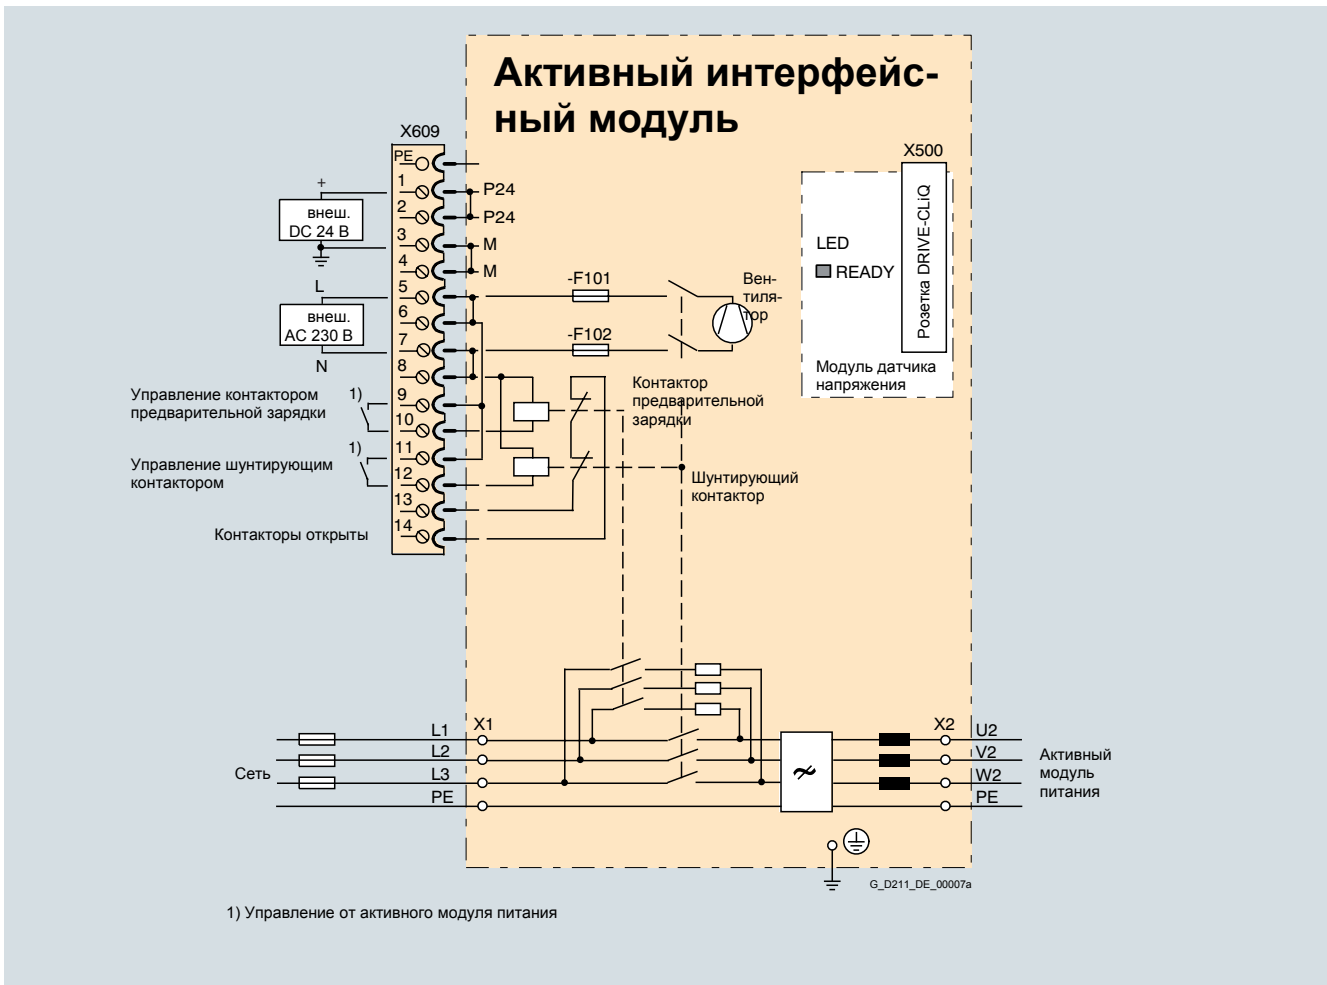 Активный интерфейс-
ный модуль
X609
X500
PE
1
2
3
4
5
6
7
8
9
10
11
12
13
14
+
внеш.
DC 24 В
L
внеш.
AC 230 В
N
P24
P24
M
M
-F101
-F102
Вен-
тиля-
тор
LED
READY
Розетка DRIVE-CLiQ
Модуль датчика
напряжения
Управление контактором
предварительной зарядки
1)
Управление шунтирующим
контактором
1)
Контакторы открыты
Контактор
предварительной
зарядки
Шунтирующий
контактор
Сеть
L1
L2
L3
PE
X1
X2
U2
V2
W2
PE
Активный
модуль
питания
G_D211_DE_00007a
1) Управление от активного модуля питания